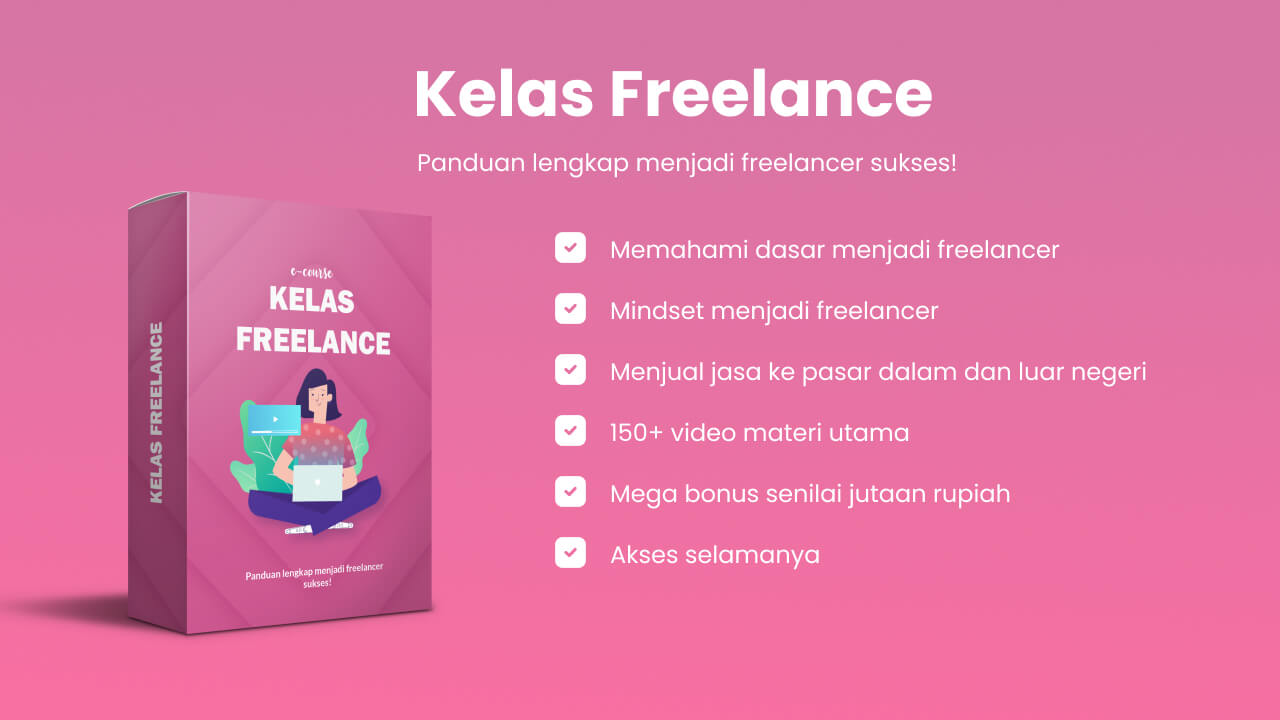 Kelas Freelance
Panduan lengkap menjadi freelancer sukses!
e-course
KELAS
FREELANCE
KELAS FREELANCE
Panduan lengkap menjadi freelancer
sukses!
Memahami dasar menjadi freelancer
Mindset menjadi freelancer
Menjual jasa ke pasar dalam dan luar negeri
150+ video materi utama
Mega bonus senilai jutaan rupiah
Akses selamanya